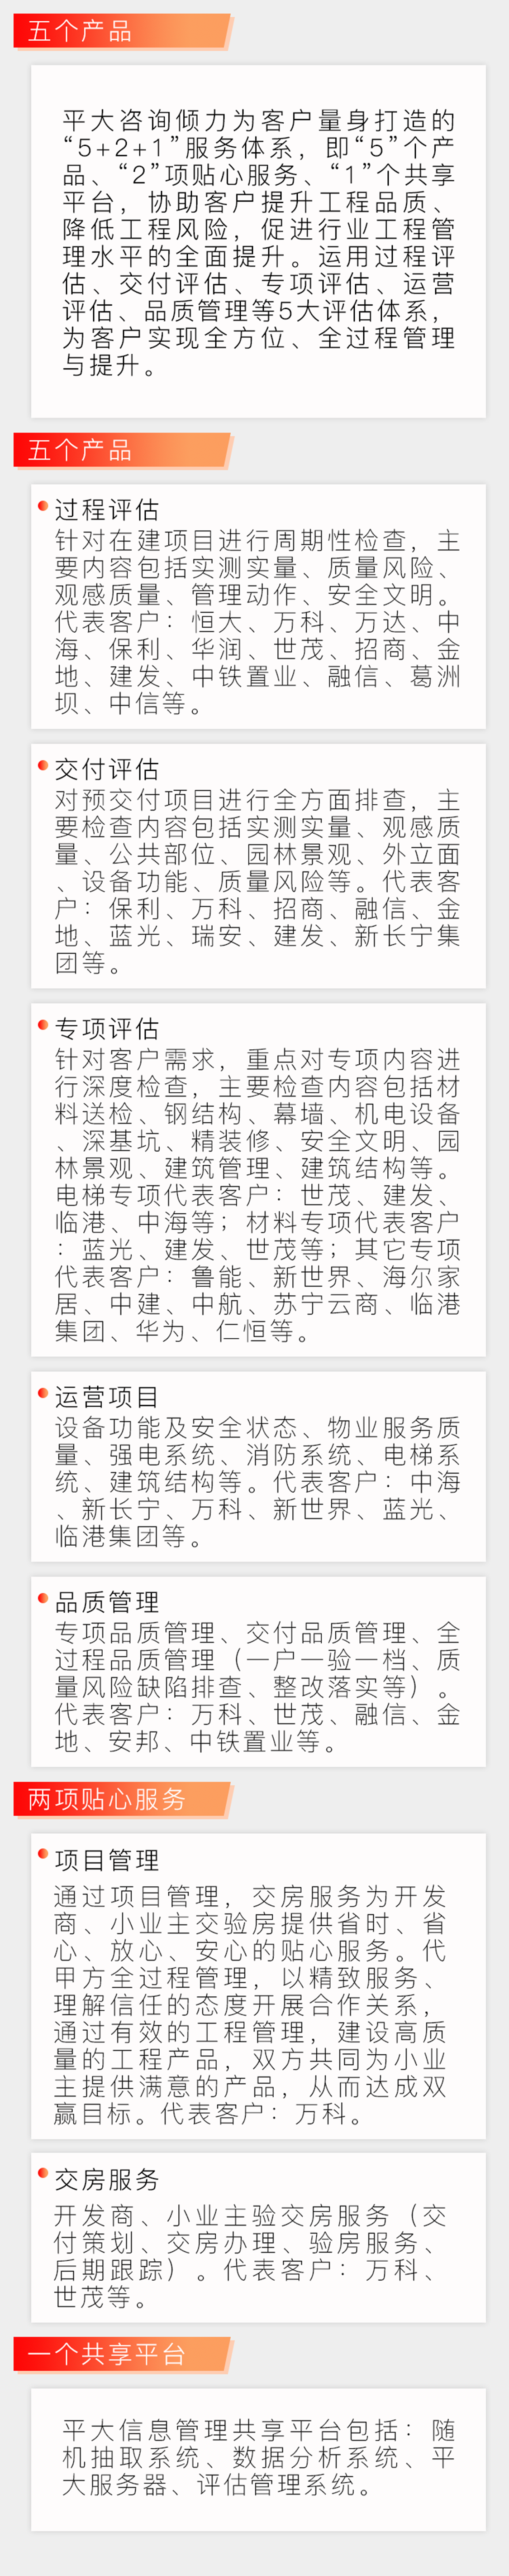 五个产品
平大咨询倾力为客户量身打造的
“5+2+1”服务体系，即“5”个产
品、“2”项贴心服务、“1”个共享
平台，协助客户提升工程品质、
降低工程风险，促进行业工程管
理水平的全面提升。运用过程评
估、交付评估、专项评估、运营
评估、品质管理等5大评估体系，
为客户实现全方位、全过程管理
与提升。
五个产品
过程评估
针对在建项目进行周期性检查，主
要内容包括实测实量、质量风险、
观感质量、管理动作、安全文明。
代表客户：恒大、万科、万达、中
海、保利、华润、世茂、招商、金
地、建发、中铁置业、融信、葛洲
坝、中信等。
交付评估
对预交付项目进行全方面排查，主
要检查内容包括实测实量、观感质
量、公共部位、园林景观、外立面
、设备功能、质量风险等。代表客
户：保利、万科、招商、融信、金
地、蓝光、瑞安、建发、新长宁集
团等。
专项评估
针对客户需求，重点对专项内容进
行深度检查，主要检查内容包括材
料送检、钢结构、幕墙、机电设备
、深基坑、精装修、安全文明、园
林景观、建筑管理、建筑结构等。
电梯专项代表客户：世茂、建发、
临港、中海等；材料专项代表客户
：蓝光、建发、世茂等；其它专项
代表客户：鲁能、新世界、海尔家
居、中建、中航、苏宁云商、临港
集团、华为、仁恒等。
运营项目
设备功能及安全状态、物业服务质
量、强电系统、消防系统、电梯系
统、建筑结构等。代表客户：中海
、新长宁、万科、新世界、蓝光、
临港集团等。
品质管理
专项品质管理、交付品质管理、全
过程品质管理（一户一验一档、质
量风险缺陷排查、整改落实等）。
代表客户：万科、世茂、融信、金
地、安邦、中铁置业等。
两项贴心服务
项目管理
通过项目管理，交房服务为开发
商、小业主交验房提供省时、省
心、放心、安心的贴心服务。代
甲方全过程管理，以精致服务、
理解信任的态度开展合作关系，
通过有效的工程管理，建设高质
量的工程产品，双方共同为小业
主提供满意的产品，从而达成双
赢目标。代表客户：万科。
交房服务
开发商、小业主验交房服务（交
付策划、交房办理、验房服务、
后期跟踪）。代表客户：万科、
世茂等。
一个共享平台
平大信息管理共享平台包括：随
机抽取系统、数据分析系统、平
大服务器、评估管理系统。